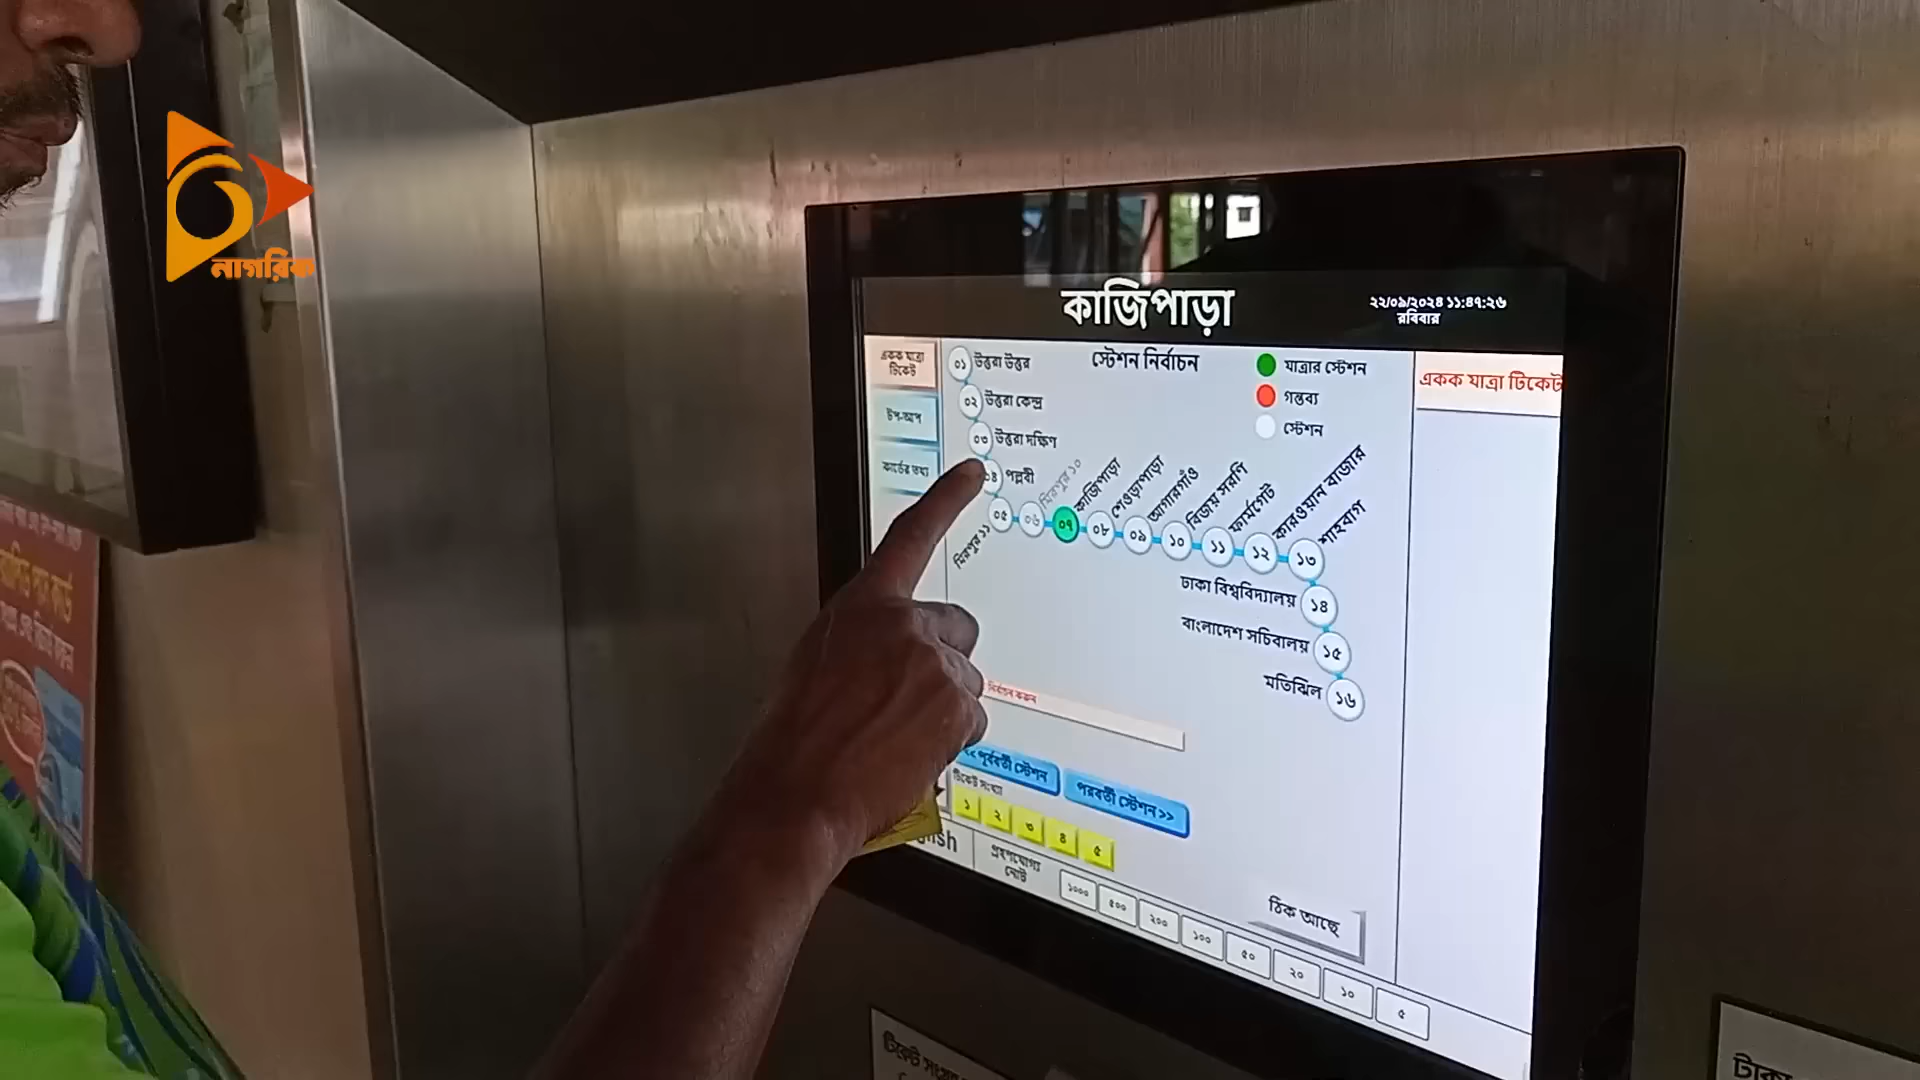 নাগরিক
কাজিপাড়া
২২/০৯/২০২৪ ১১:৪৭:২৬
রবিবার
একক যাত্রা
টিকেট
টপ-আপ
কার্ডের তথ্য
স্টেশন নির্বাচন
যাত্রার স্টেশন
গন্তব্য
স্টেশন
একক যাত্রা টিকেট
০১ উত্তরা উত্তর
০২ উত্তরা কেন্দ্র
০৩ উত্তরা দক্ষিণ
০৪ পল্লবী
০৫ মিরপুর ১১
০৬ মিরপুর ১০
০৭ কাজিপাড়া
০৮ শেওড়াপাড়া
০৯ আগারগাঁও
১০ বিজয় সরণি
১১ ফার্মগেট
১২ কারওয়ান বাজার
১৩ শাহবাগ
ঢাকা বিশ্ববিদ্যালয় ১৪
বাংলাদেশ সচিবালয় ১৫
মতিঝিল ১৬
নির্বাচন করুন
<< পূর্ববর্তী স্টেশন
পরবর্তী স্টেশন >>
টিকেট সংখ্যা
১ ২ ৩ ৪ ৫
গ্রহণযোগ্য
নোট
১০০০ ৫০০ ২০০ ১০০ ৫০ ২০ ১০ ৫
ঠিক আছে
টিকেট